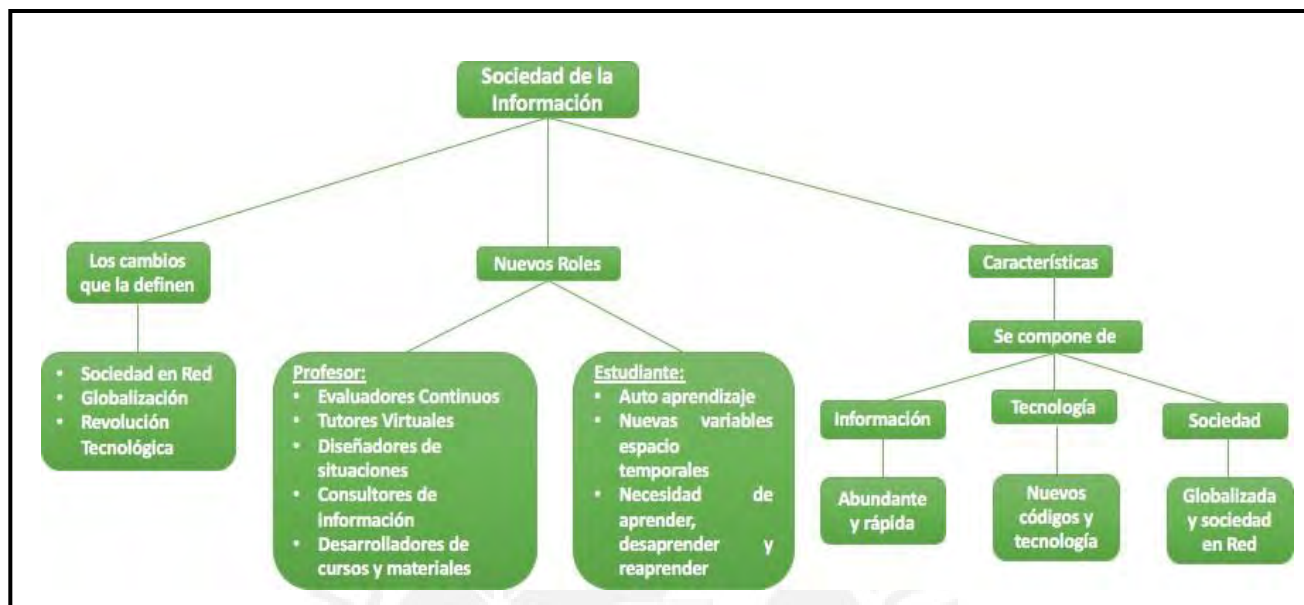 Sociedad de la
Información
Los cambios
que la definen
Nuevos Roles
Características
Se compone de
• Sociedad en Red
• Globalización
• Revolución
Tecnológica
Profesor:
• Evaluadores Continuos
• Tutores Virtuales
• Diseñadores de
situaciones
• Consultores de
información
• Desarrolladores de
cursos y materiales
Estudiante:
• Auto aprendizaje
• Nuevas variables
espacio
temporales
• Necesidad de
aprender,
desaprender y
reaprender
Información
Tecnología
Sociedad
Abundante
y rápida
Nuevos
códigos y
tecnología
Globalizada
y sociedad
en Red